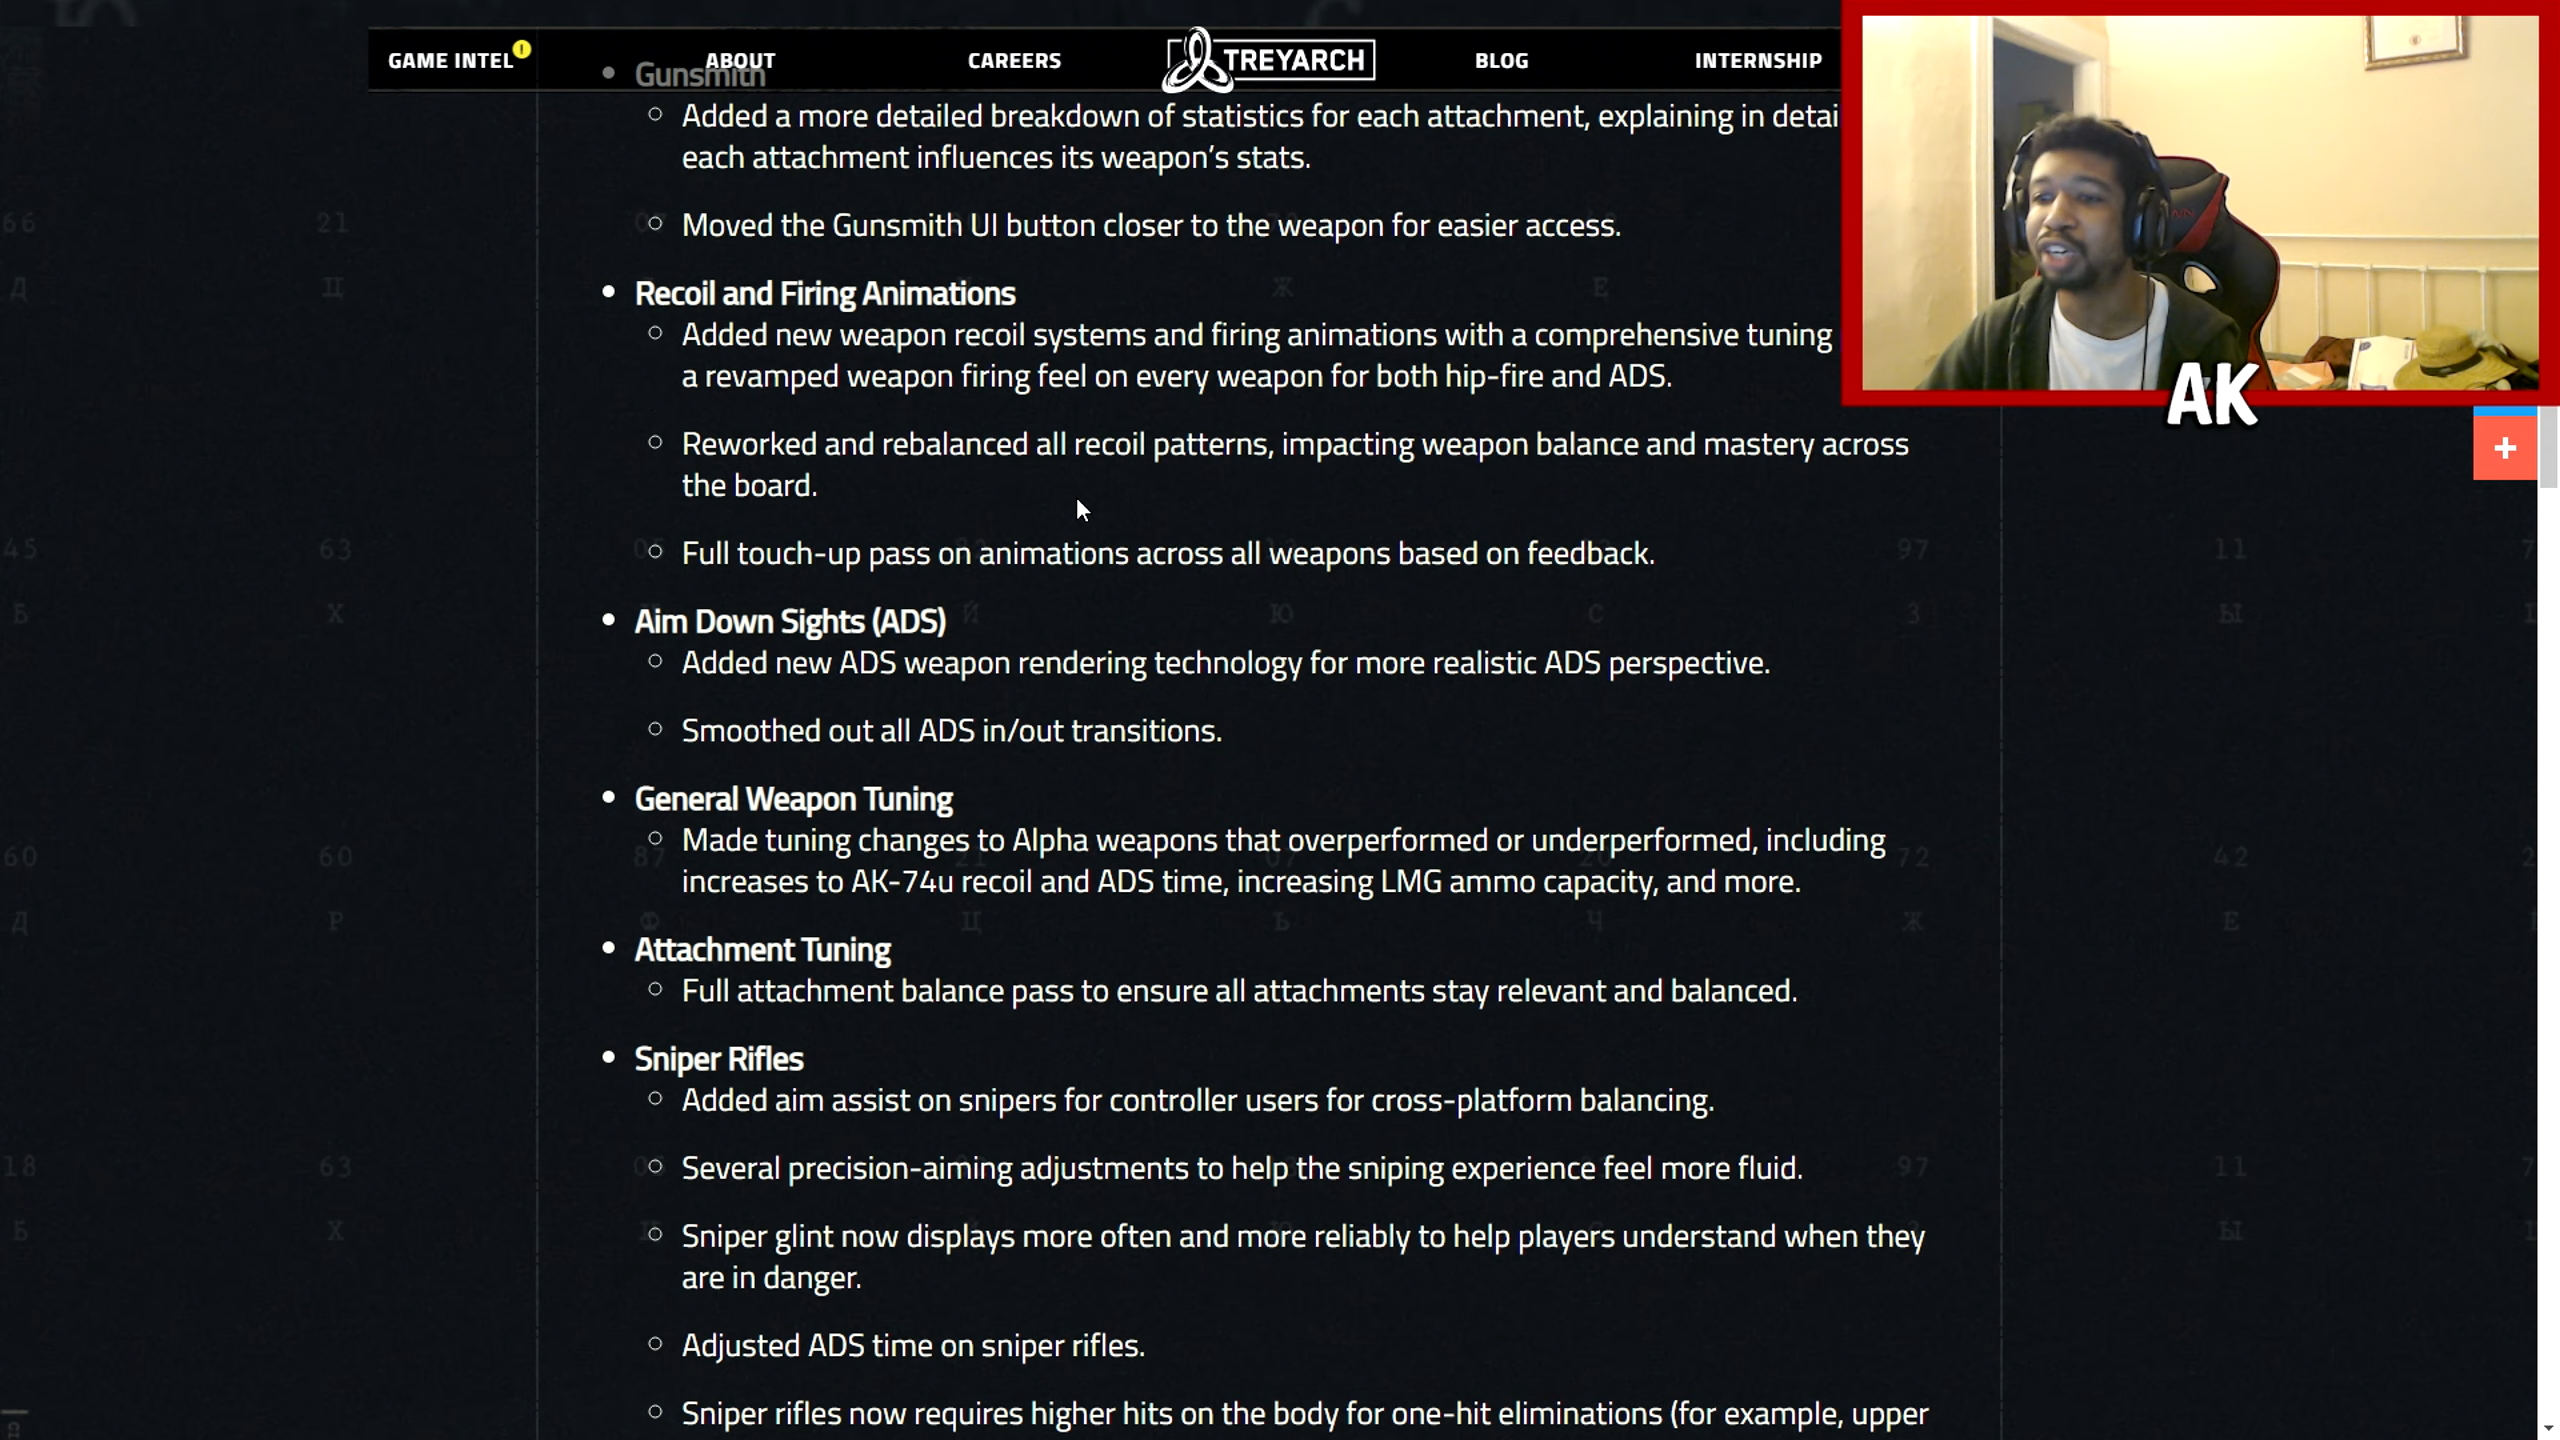 GAME INTEL
ABOUT
CAREERS
TREYARCH
BLOG
INTERNSHIP
Gunsmith
Added a more detailed breakdown of statistics for each attachment, explaining in detai
each attachment influences its weapon’s stats.
Moved the Gunsmith UI button closer to the weapon for easier access.
Recoil and Firing Animations
Added new weapon recoil systems and firing animations with a comprehensive tuning
a revamped weapon firing feel on every weapon for both hip-fire and ADS.
AK
Reworked and rebalanced all recoil patterns, impacting weapon balance and mastery across
the board.
Full touch-up pass on animations across all weapons based on feedback.
Aim Down Sights (ADS)
Added new ADS weapon rendering technology for more realistic ADS perspective.
Smoothed out all ADS in/out transitions.
General Weapon Tuning
Made tuning changes to Alpha weapons that overperformed or underperformed, including
increases to AK-74u recoil and ADS time, increasing LMG ammo capacity, and more.
Attachment Tuning
Full attachment balance pass to ensure all attachments stay relevant and balanced.
Sniper Rifles
Added aim assist on snipers for controller users for cross-platform balancing.
Several precision-aiming adjustments to help the sniping experience feel more fluid.
Sniper glint now displays more often and more reliably to help players understand when they
are in danger.
Adjusted ADS time on sniper rifles.
Sniper rifles now requires higher hits on the body for one-hit eliminations (for example, upper